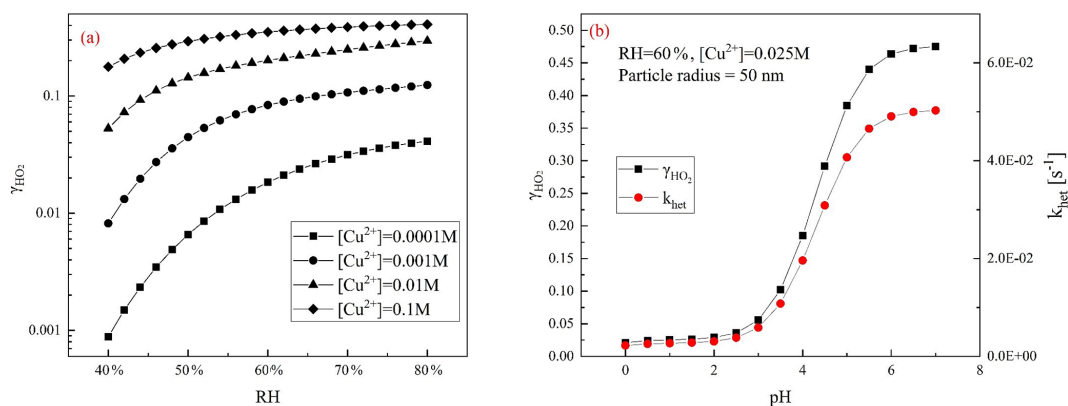 (a)
0.1
0.01
0.001
γHO2
40%
50%
60%
70%
80%
RH
[Cu2+]=0.0001M
[Cu2+]=0.001M
[Cu2+]=0.01M
[Cu2+]=0.1M
(b)
RH=60%, [Cu2+]=0.025M
Particle radius = 50 nm
γHO2
khet
0.50
0.45
0.40
0.35
0.30
0.25
0.20
0.15
0.10
0.05
0.00
γHO2
0
2
4
6
8
pH
6.0E-02
4.0E-02
2.0E-02
0.0E+00
khet [s-1]